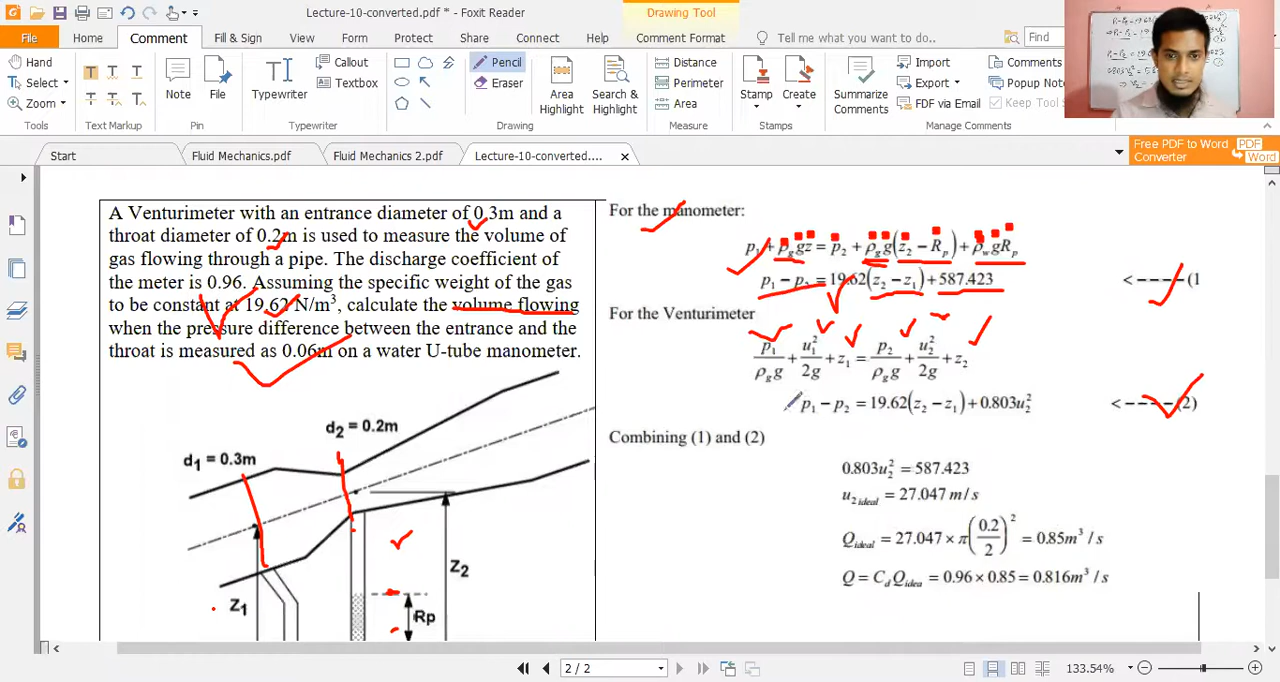 Lecture-10-converted.pdf * - Foxit Reader
Drawing Tool
File
Home
Comment
Fill & Sign
View
Form
Protect
Share
Connect
Help
Comment Format
Tell me what you want to do..
Find
Hand
Select
Zoom
Tools
Text Markup
Note
File
Pin
Typewriter
Callout
Textbox
Typewriter
Pencil
Eraser
Drawing
Area Highlight
Search & Highlight
Distance
Perimeter
Area
Measure
Stamp
Create
Stamps
Summarize Comments
Import
Export
FDF via Email
Comments
Popup Note
Keep Tool
Manage Comments
Start
Fluid Mechanics.pdf
Fluid Mechanics 2.pdf
Lecture-10-converted....
Free PDF to Word Converter
PDF
Word
A Venturimeter with an entrance diameter of 0.3m and a
throat diameter of 0.2m is used to measure the volume of
gas flowing through a pipe. The discharge coefficient of
the meter is 0.96. Assuming the specific weight of the gas
to be constant at 19.62 N/m³, calculate the volume flowing
when the pressure difference between the entrance and the
throat is measured as 0.06m on a water U-tube manometer.
d₁ = 0.3m
d₂ = 0.2m
Z₁
Z₂
Rp
For the manometer:
p₁ + ρ_g gz = p₂ + ρ_g g(z₂ − R_p) + ρ_w gR_p
p₁ − p₂ = 19.62(z₂ − z₁) + 587.423 <----(1
For the Venturimeter
p₁/ρ_g g + u₁²/2g + z₁ = p₂/ρ_g g + u₂²/2g + z₂
p₁ − p₂ = 19.62(z₂ − z₁) + 0.803u₂² <----(2)
Combining (1) and (2)
0.803u₂² = 587.423
u₂ ideal = 27.047 m/s
Q_ideal = 27.047 × π(0.2/2)² = 0.85m³/s
Q = C_d Q_idea = 0.96 × 0.85 = 0.816m³/s
2 / 2
133.54%